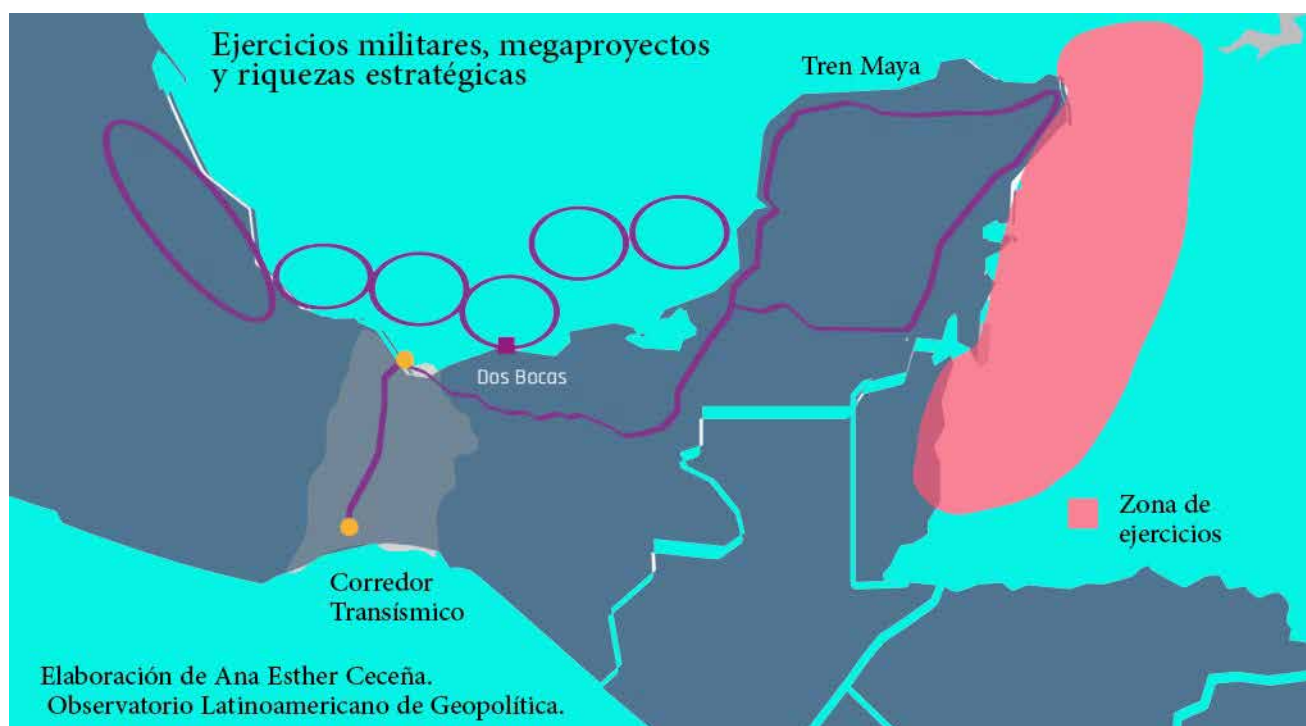 Ejercicios militares, megaproyectos
y riquezas estratégicas
Tren Maya
Dos Bocas
Zona de
ejercicios
Corredor
Transísmico
Elaboración de Ana Esther Ceceña.
Observatorio Latinoamericano de Geopolítica.